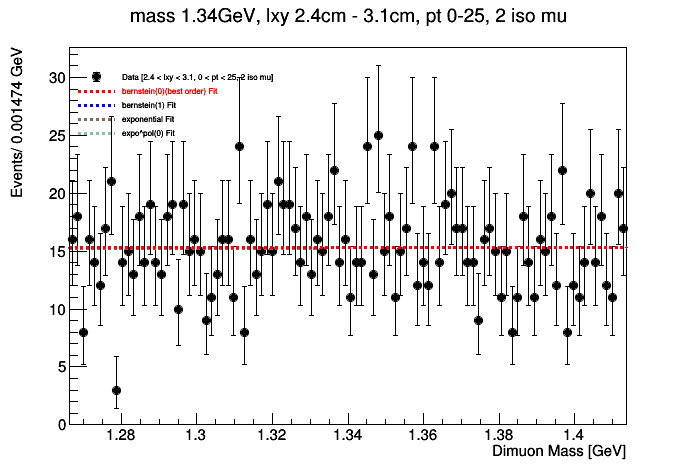 mass 1.34GeV, lxy 2.4cm - 3.1cm, pt 0-25, 2 iso mu
Events/ 0.001474 GeV
Data [2.4 < lxy < 3.1, 0 < pt < 25, 2 iso mu]
bernstein(0)(best order) Fit
bernstein(1) Fit
exponential Fit
expo*pol(0) Fit
30
25
20
15
10
5
0
1.28 1.3 1.32 1.34 1.36 1.38 1.4
Dimuon Mass [GeV]